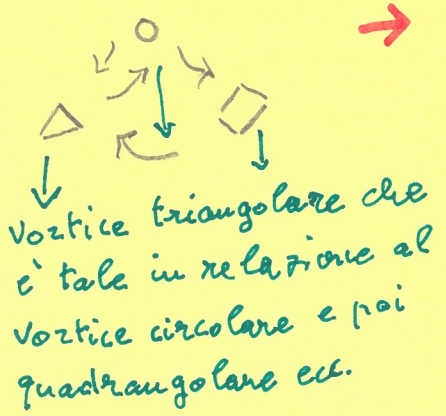 vortice triangolare che
è tale in relazione al
vortice circolare e poi
quadrangolare ecc.